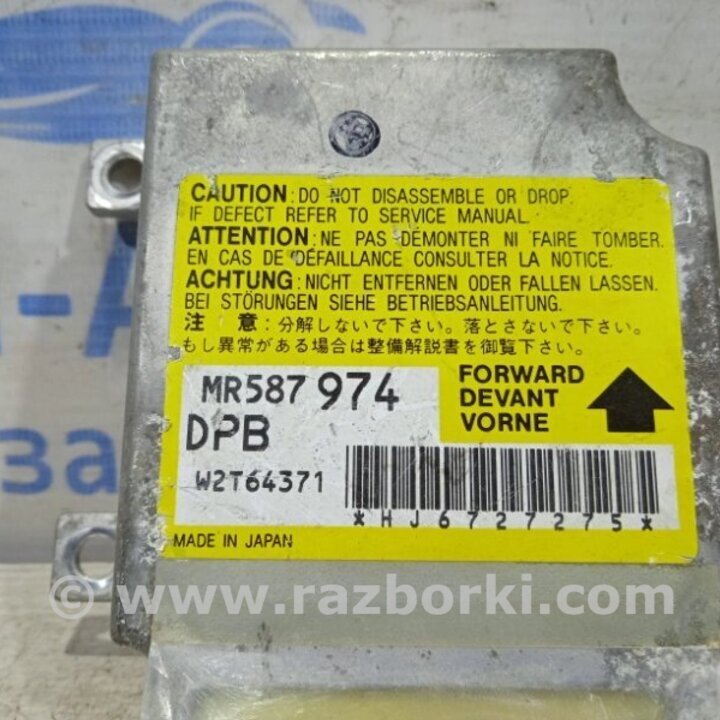 CAUTION: DO NOT DISASSEMBLE OR DROP.
IF DEFECT REFER TO SERVICE MANUAL.
ATTENTION: NE PAS DÉMONTER NI FAIRE TOMBER.
EN CAS DE DÉFAILLANCE CONSULTER LA NOTICE.
ACHTUNG: NICHT ENTFERNEN ODER FALLEN LASSEN.
BEI STÖRUNGEN SIEHE BETRIEBSANLEITUNG.
注 意:分解しないで下さい。落とさないで下さい。
もし異常がある場合は整備解説書を御覧下さい。
MR587 974
DPB
W2T64371
FORWARD
DEVANT
VORNE
*HJ6727275*
MADE IN JAPAN
© www.razborki.com